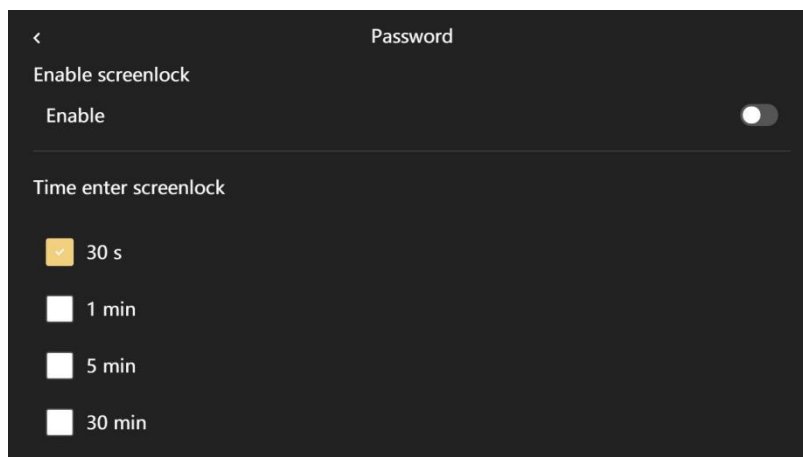 Password
Enable screenlock
Enable
Time enter screenlock
30 s
1 min
5 min
30 min